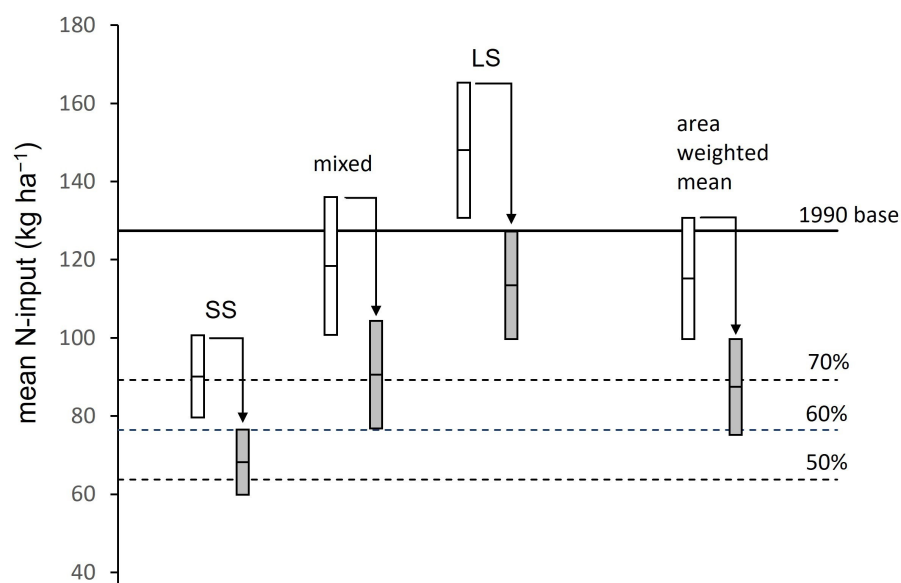 180
LS
160
area
weighted
mean
mixed
140
1990 base
120
SS
100
70%
80
60%
50%
60
40
mean N-input (kg ha⁻¹)